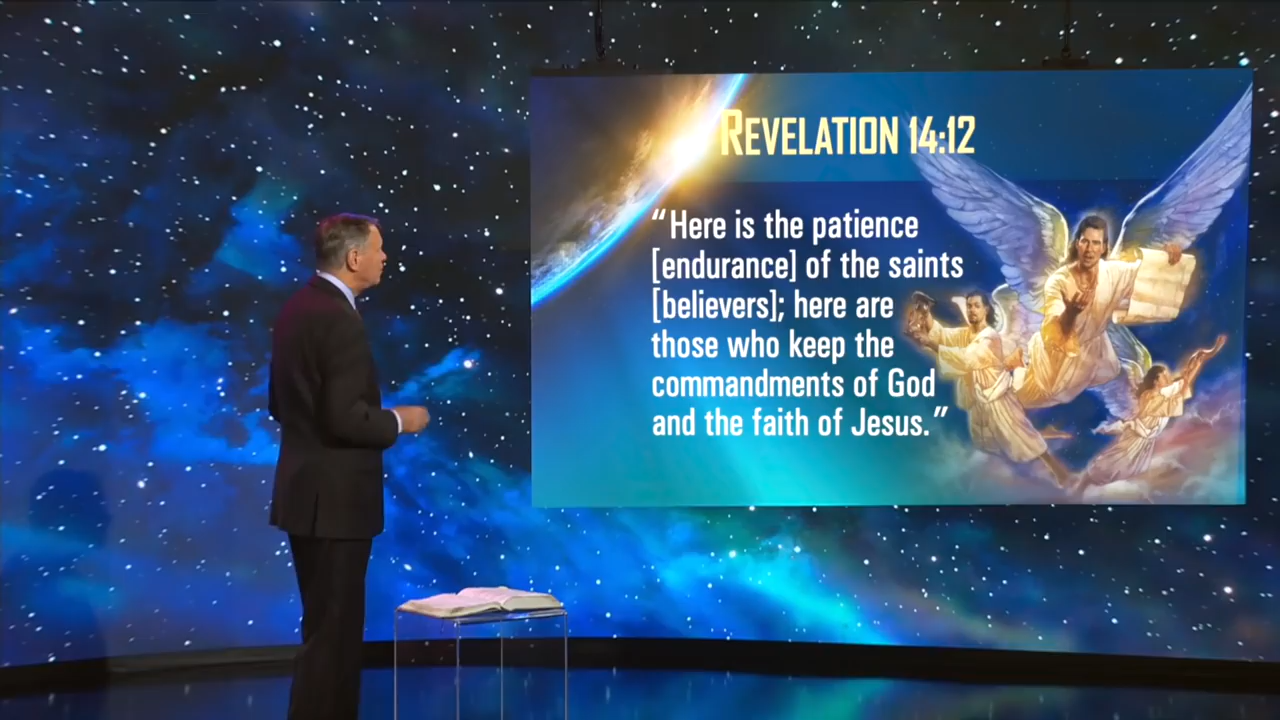 REVELATION 14:12
“Here is the patience
[endurance] of the saints
[believers]; here are
those who keep the
commandments of God
and the faith of Jesus.”